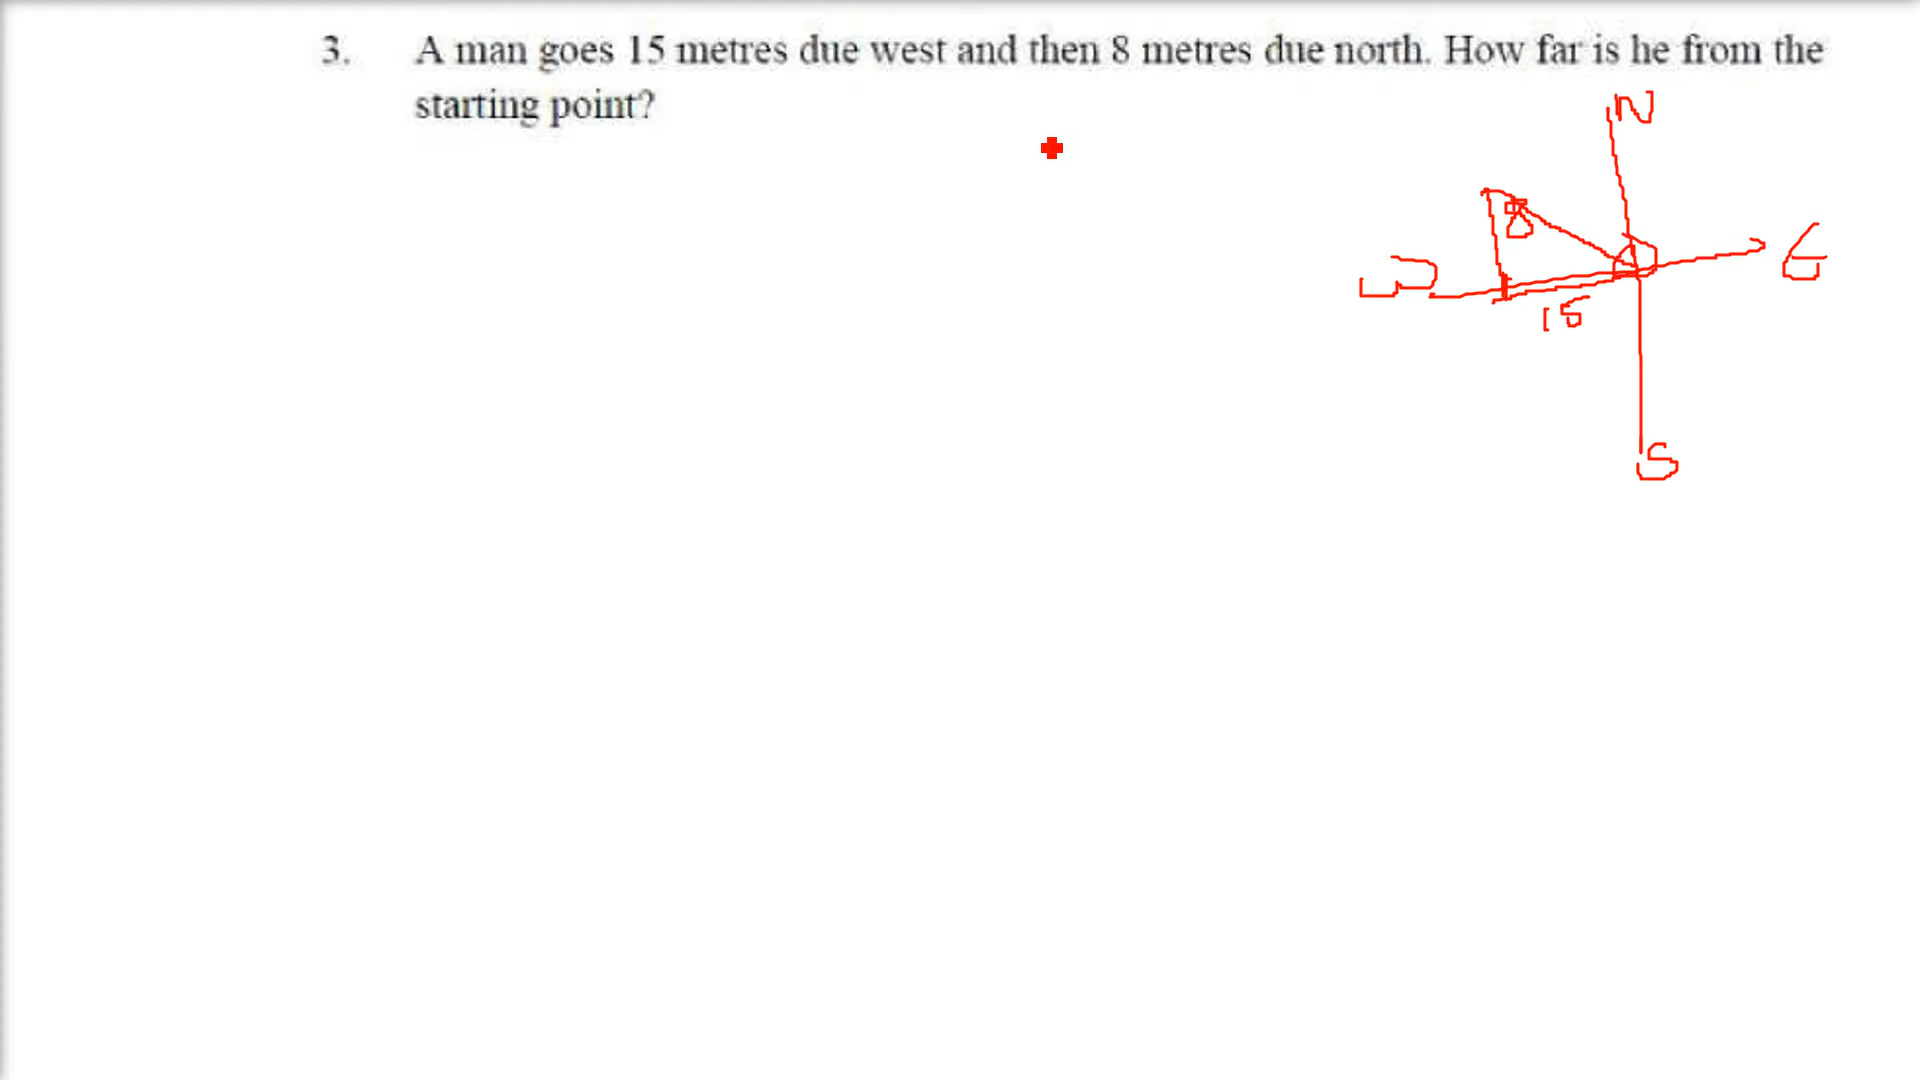 3. A man goes 15 metres due west and then 8 metres due north. How far is he from the
starting point?
N
8
E
W
15
S